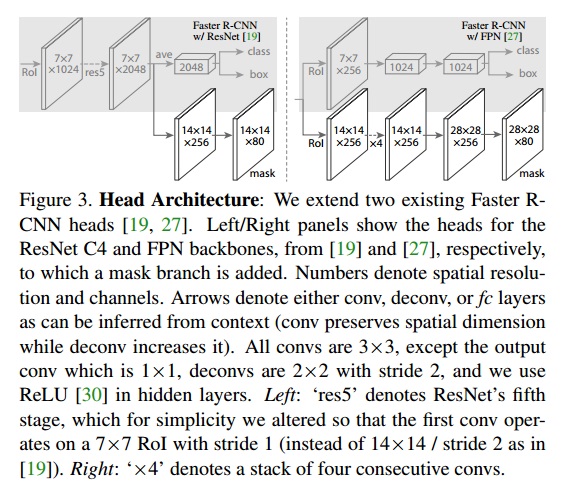 Faster R-CNN
w/ ResNet [19]
RoI
7×7
×1024
res5
7×7
×2048
ave
2048
class
box
14×14
×256
14×14
×80
mask
Faster R-CNN
w/ FPN [27]
RoI
7×7
×256
1024
1024
class
box
RoI
14×14
×256
×4
14×14
×256
28×28
×256
28×28
×80
mask
Figure 3. Head Architecture: We extend two existing Faster R-
CNN heads [19, 27]. Left/Right panels show the heads for the
ResNet C4 and FPN backbones, from [19] and [27], respectively,
to which a mask branch is added. Numbers denote spatial resolu-
tion and channels. Arrows denote either conv, deconv, or fc layers
as can be inferred from context (conv preserves spatial dimension
while deconv increases it). All convs are 3×3, except the output
conv which is 1×1, deconvs are 2×2 with stride 2, and we use
ReLU [30] in hidden layers. Left: ‘res5’ denotes ResNet’s fifth
stage, which for simplicity we altered so that the first conv oper-
ates on a 7×7 RoI with stride 1 (instead of 14×14 / stride 2 as in
[19]). Right: ‘×4’ denotes a stack of four consecutive convs.